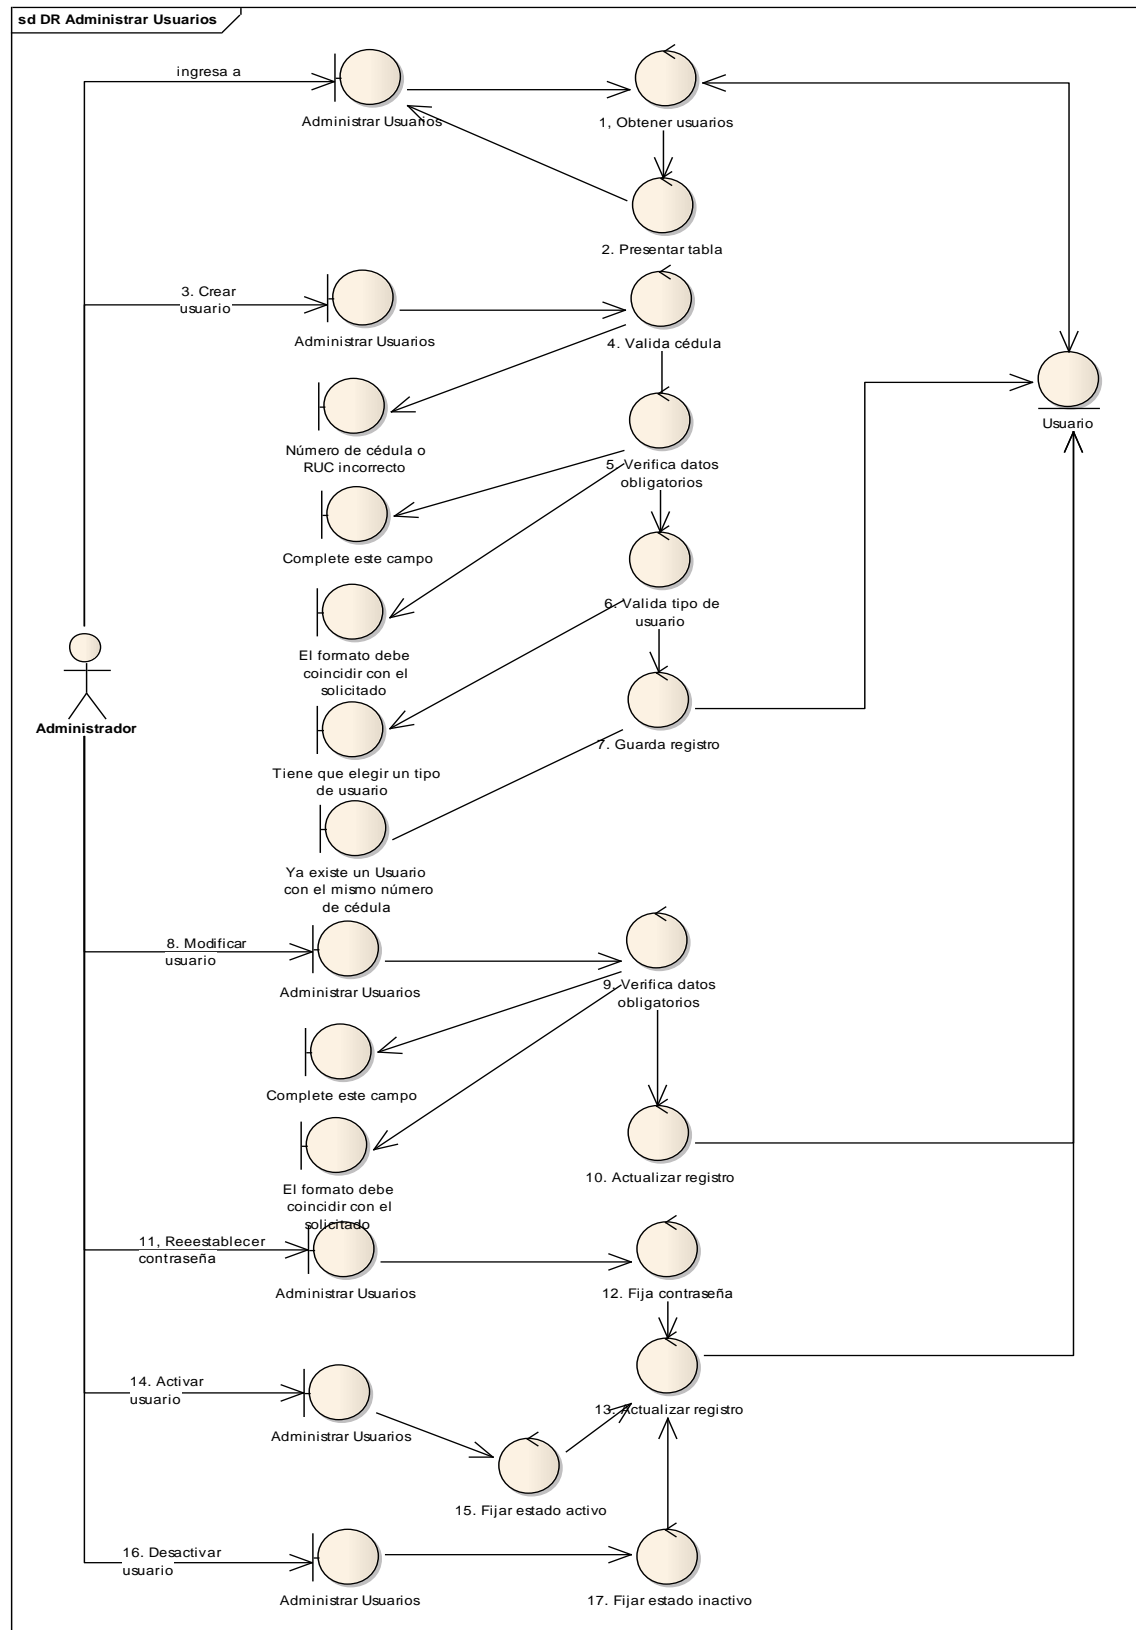 sd DR Administrar Usuarios
ingresa a
Administrar Usuarios
1, Obtener usuarios
2. Presentar tabla
3. Crear
usuario
Administrar Usuarios
4. Valida cédula
Número de cédula o
RUC incorrecto
5. Verifica datos
obligatorios
Usuario
Complete este campo
6. Valida tipo de
usuario
El formato debe
coincidir con el
solicitado
Administrador
7. Guarda registro
Tiene que elegir un tipo
de usuario
Ya existe un Usuario
con el mismo número
de cédula
8. Modificar
usuario
Administrar Usuarios
9. Verifica datos
obligatorios
Complete este campo
10. Actualizar registro
El formato debe
coincidir con el
solicitado
11, Reeestablecer
contraseña
Administrar Usuarios
12. Fija contraseña
14. Activar
usuario
Administrar Usuarios
13. Actualizar registro
15. Fijar estado activo
16. Desactivar
usuario
Administrar Usuarios
17. Fijar estado inactivo